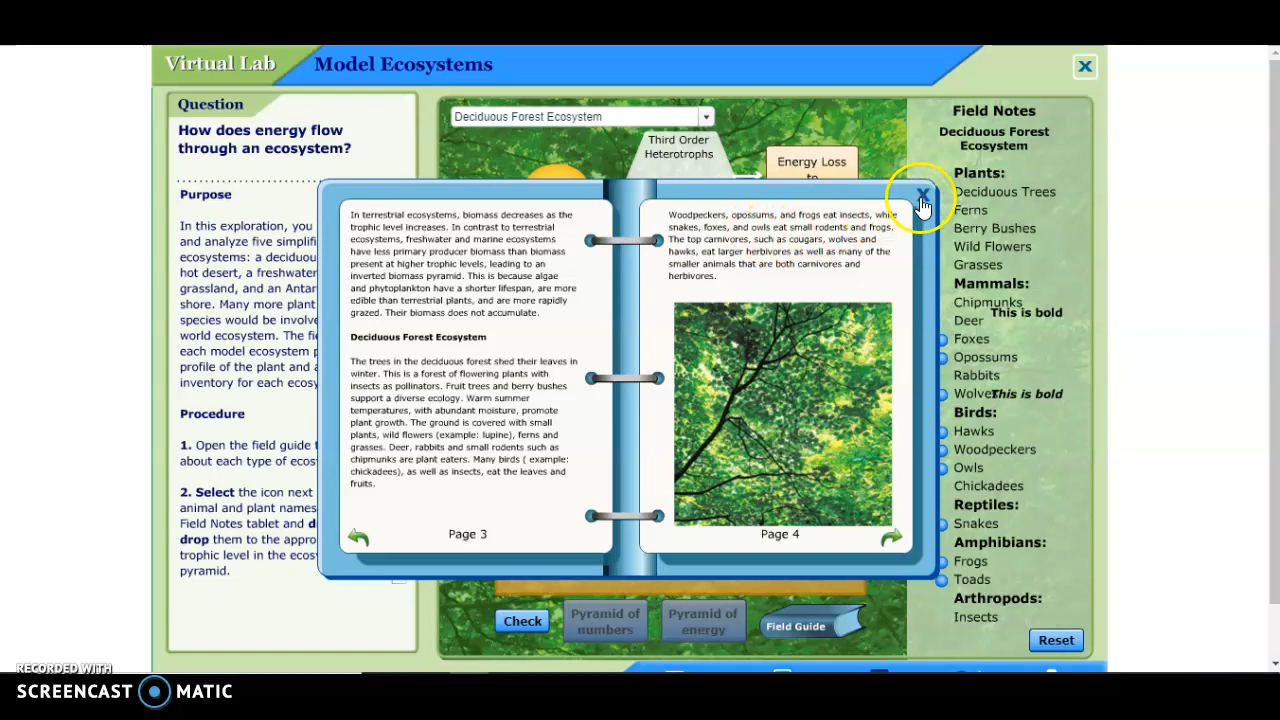 Virtual Lab
Model Ecosystems
Question
How does energy flow
through an ecosystem?
Purpose
In this exploration, you
and analyze five simplifi
ecosystems: a deciduou
hot desert, a freshwater
grassland, and an Antar
shore. Many more plant
species would be involve
world ecosystem. The fi
each model ecosystem p
profile of the plant and a
inventory for each ecosy
Procedure
1. Open the field guide t
about each type of ecos
2. Select the icon next
animal and plant names
Field Notes tablet and d
drop them to the appro
trophic level in the ecos
pyramid.
Deciduous Forest Ecosystem
Third Order
Heterotrophs
Energy Loss
to
In terrestrial ecosystems, biomass decreases as the
trophic level increases. In contrast to terrestrial
ecosystems, freshwater and marine ecosystems
have less primary producer biomass than biomass
present at higher trophic levels, leading to an
inverted biomass pyramid. This is because algae
and phytoplankton have a shorter lifespan, are more
edible than terrestrial plants, and are more rapidly
grazed. Their biomass does not accumulate.
Deciduous Forest Ecosystem
The trees in the deciduous forest shed their leaves in
winter. This is a forest of flowering plants with
insects as pollinators. Fruit trees and berry bushes
support a diverse ecology. Warm summer
temperatures, with abundant moisture, promote
plant growth. The ground is covered with small
plants, wild flowers (example: lupine), ferns and
grasses. Deer, rabbits and small rodents such as
chipmunks are plant eaters. Many birds ( example:
chickadees), as well as insects, eat the leaves and
fruits.
Page 3
Woodpeckers, opossums, and frogs eat insects, while
snakes, foxes, and owls eat small rodents and frogs.
The top carnivores, such as cougars, wolves and
hawks, eat larger herbivores as well as many of the
smaller animals that are both carnivores and
herbivores.
Page 4
Check
Pyramid of
numbers
Pyramid of
energy
Field Guide
Field Notes
Deciduous Forest
Ecosystem
Plants:
Deciduous Trees
Ferns
Berry Bushes
Wild Flowers
Grasses
Mammals:
Chipmunks
This is bold
Deer
Foxes
Opossums
Rabbits
Wolves
This is bold
Birds:
Hawks
Woodpeckers
Owls
Chickadees
Reptiles:
Snakes
Amphibians:
Frogs
Toads
Arthropods:
Insects
Reset
RECORDED WITH
SCREENCAST MATIC